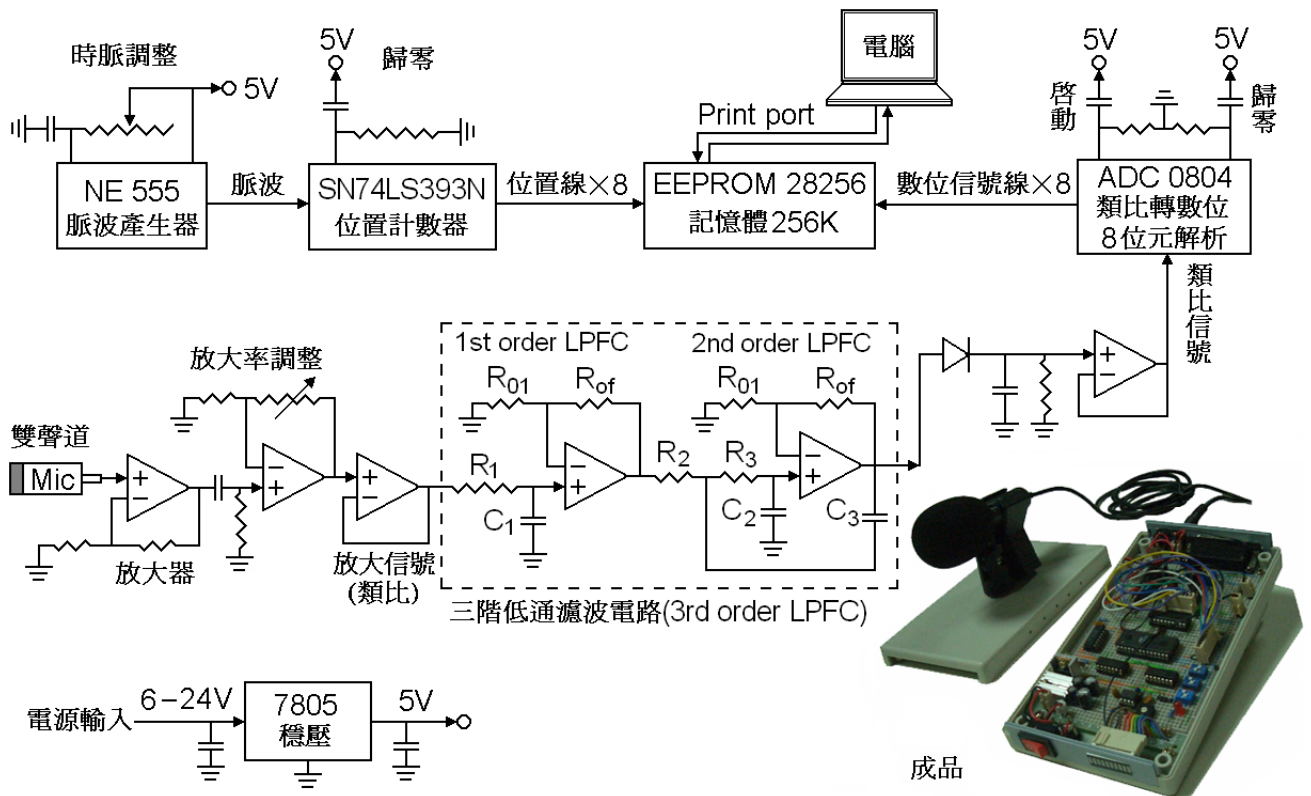 時脈調整
5V
5V
歸零
電腦
Print port
5V
5V
啓動
歸零
NE 555
脈波產生器
脈波
SN74LS393N
位置計數器
位置線×8
EEPROM 28256
記憶體256K
數位信號線×8
ADC 0804
類比轉數位
8位元解析
類比信號
雙聲道
Mic
+
−
放大器
放大率調整
−
+
+
−
放大信號
(類比)
1st order LPFC
R01
Rof
R1
C1
−
+
2nd order LPFC
R01
Rof
R2
R3
C2
C3
−
+
三階低通濾波電路(3rd order LPFC)
+
−
電源輸入
6−24V
7805
穩壓
5V
成品